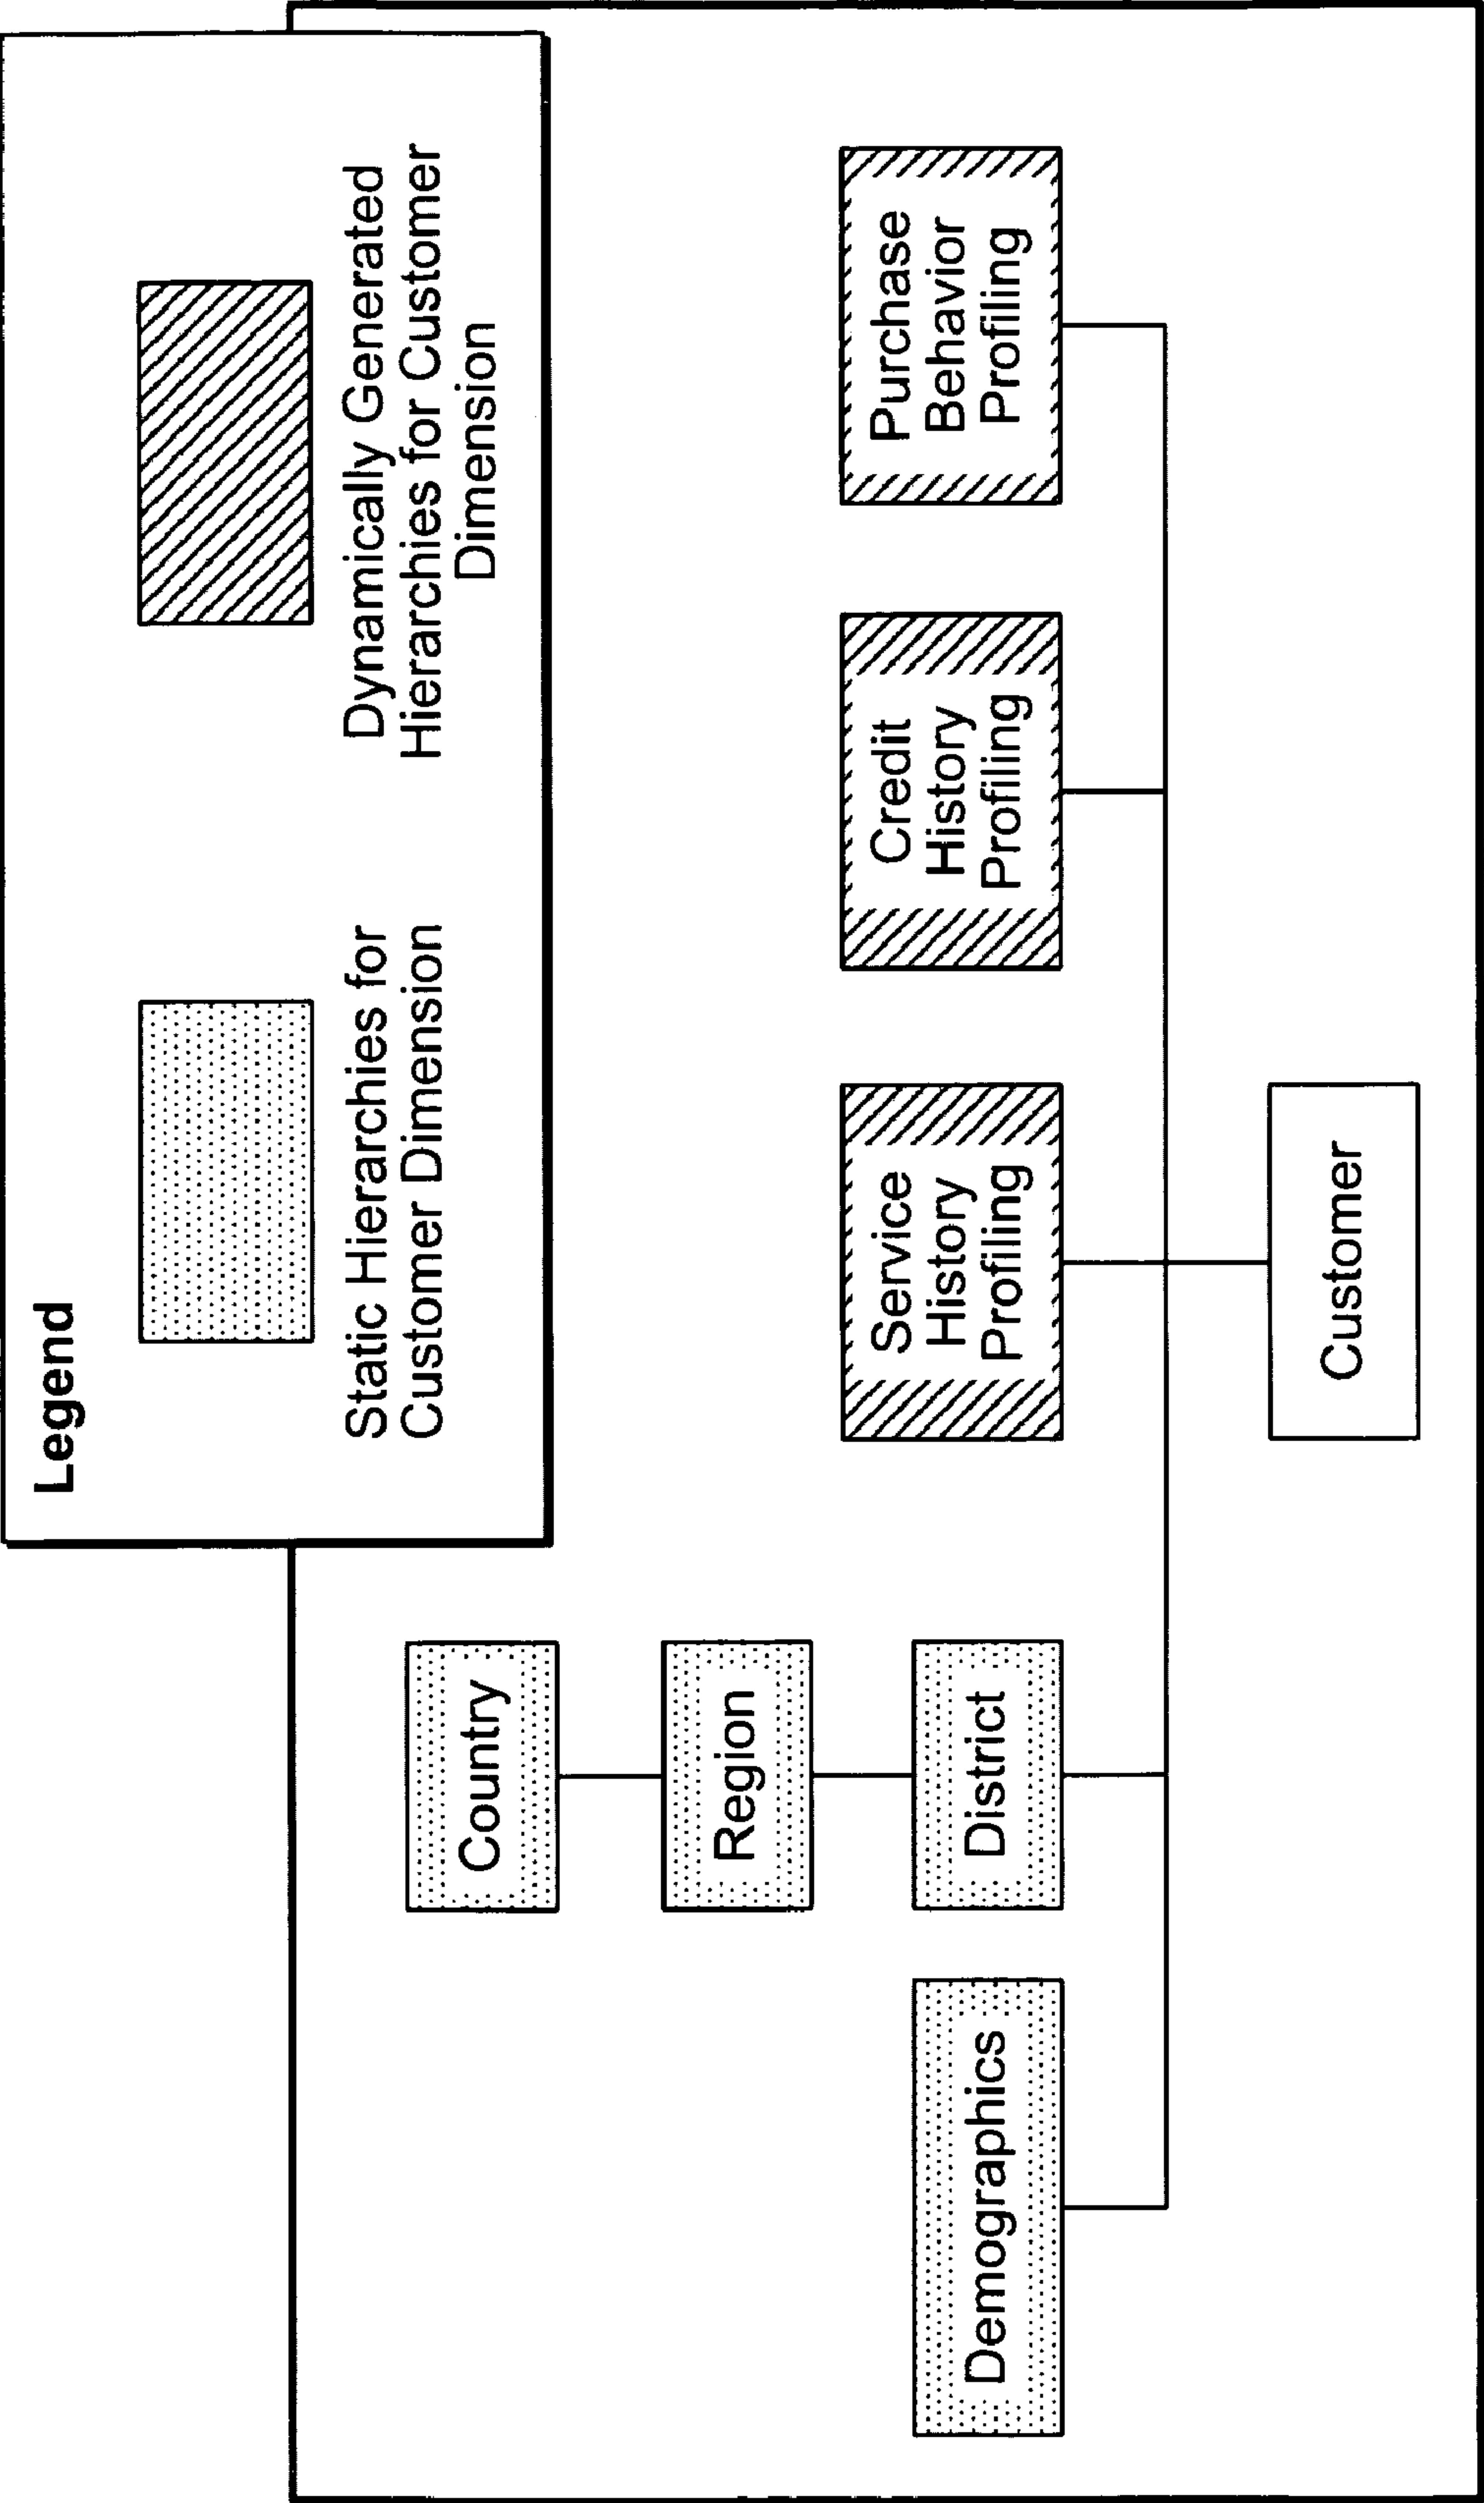 Legend
Static Hierarchies for
Customer Dimension
Dynamically Generated
Hierarchies for Customer
Dimension
Country
Region
Demographics
District
Service
History
Profiling
Credit
History
Profiling
Purchase
Behavior
Profiling
Customer